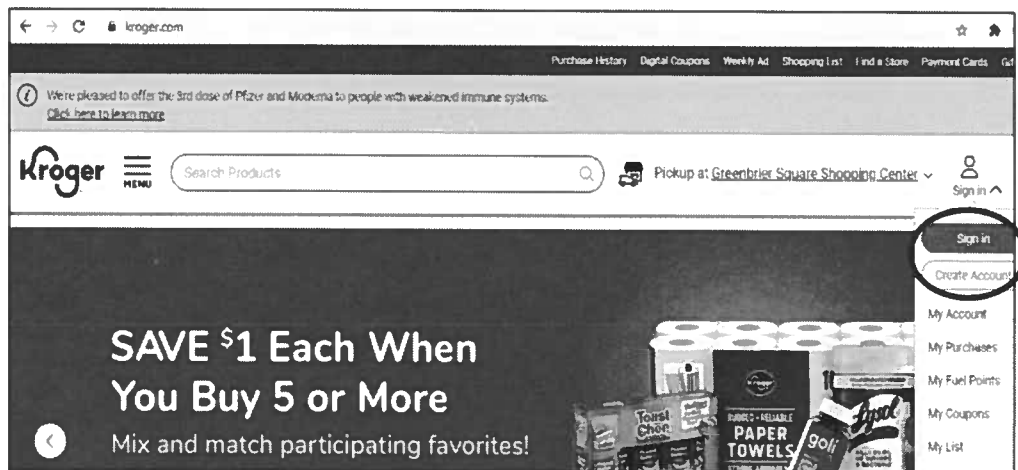 kroger.com
Purchase History Digital Coupons Weekly Ad Shopping List Find a Store Payment Cards
We're pleased to offer the 3rd dose of Pfizer and Moderna to people with weakened immune systems.
Click here to learn more
Kroger MENU Search Products Pickup at Greenbrier Square Shopping Center Sign in
Sign in
Create Account
My Account
My Purchases
My Fuel Points
My Coupons
My List
SAVE $1 Each When
You Buy 5 or More
Mix and match participating favorites!
Kroger
PAPER
TOWELS
Toast
Chee
goli
Lysol